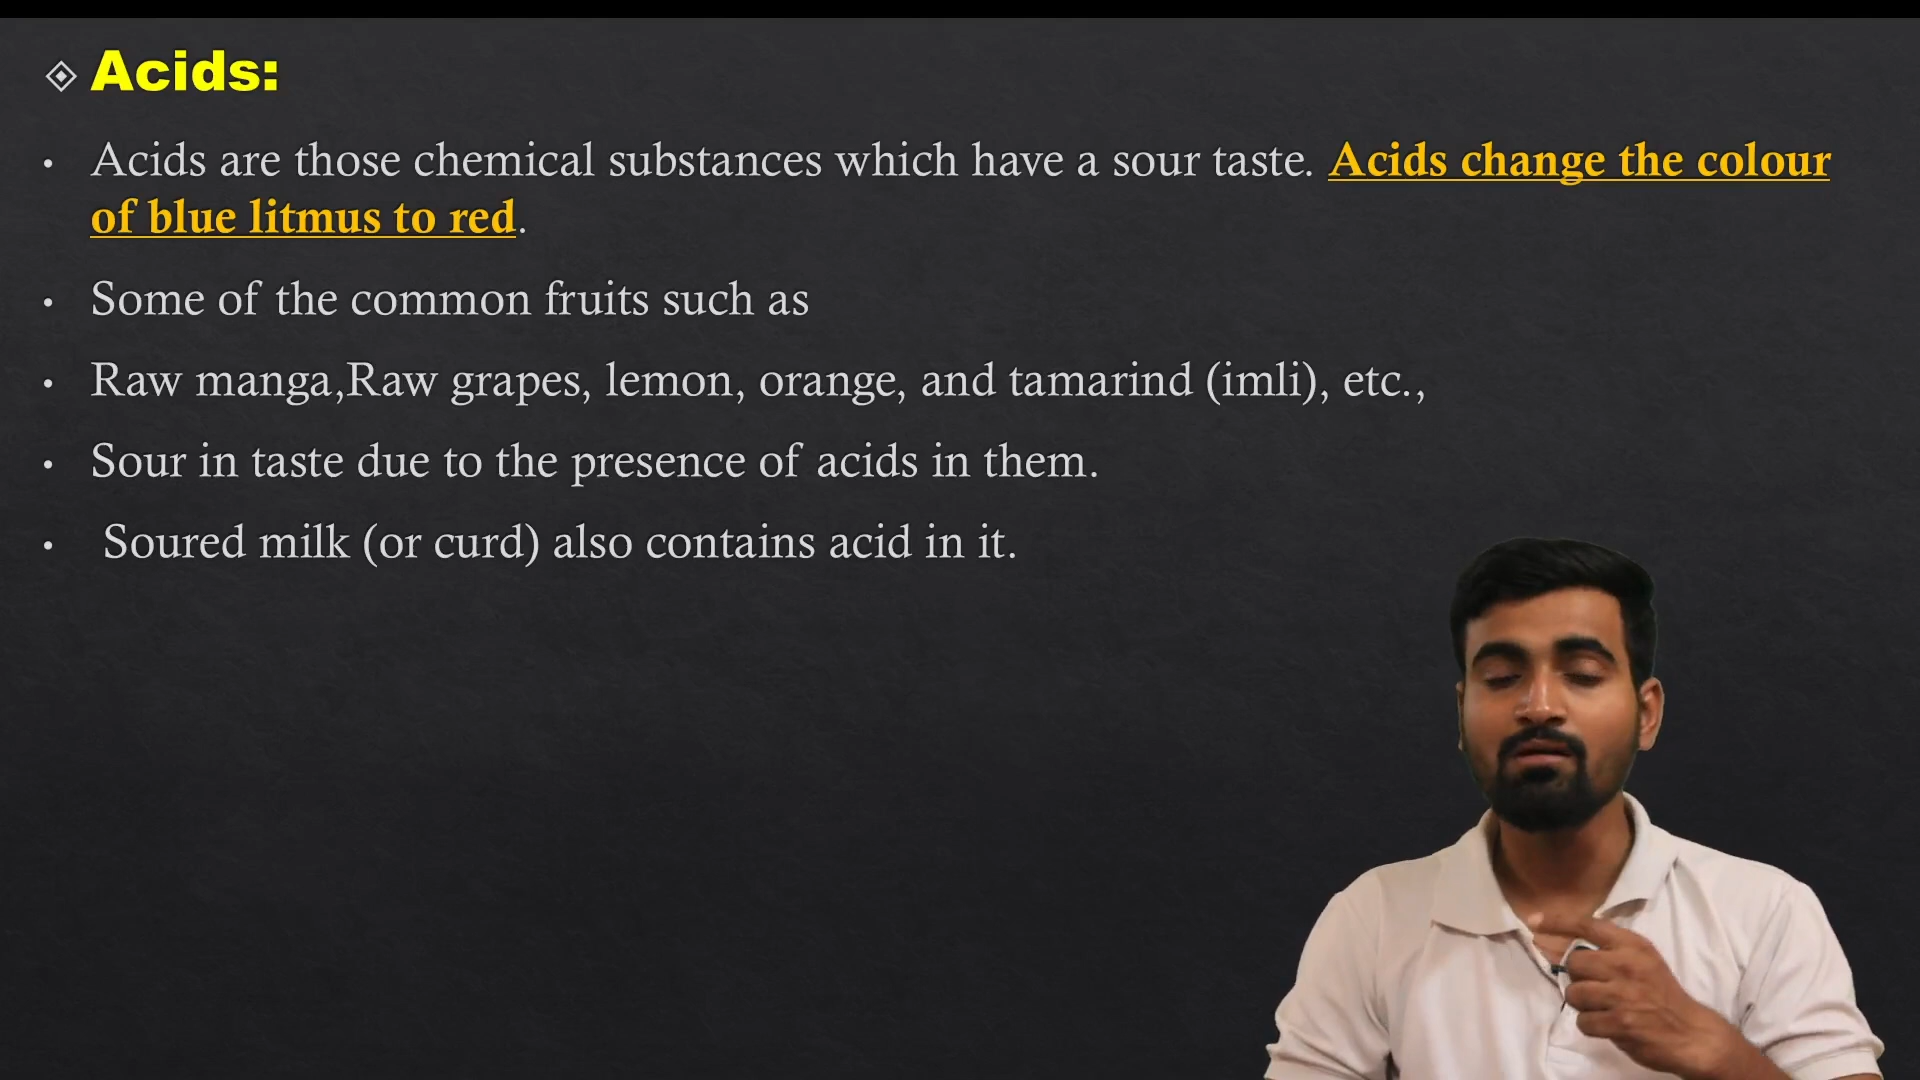 Acids:
Acids are those chemical substances which have a sour taste. Acids change the colour
of blue litmus to red.
Some of the common fruits such as
Raw manga,Raw grapes, lemon, orange, and tamarind (imli), etc.,
Sour in taste due to the presence of acids in them.
Soured milk (or curd) also contains acid in it.